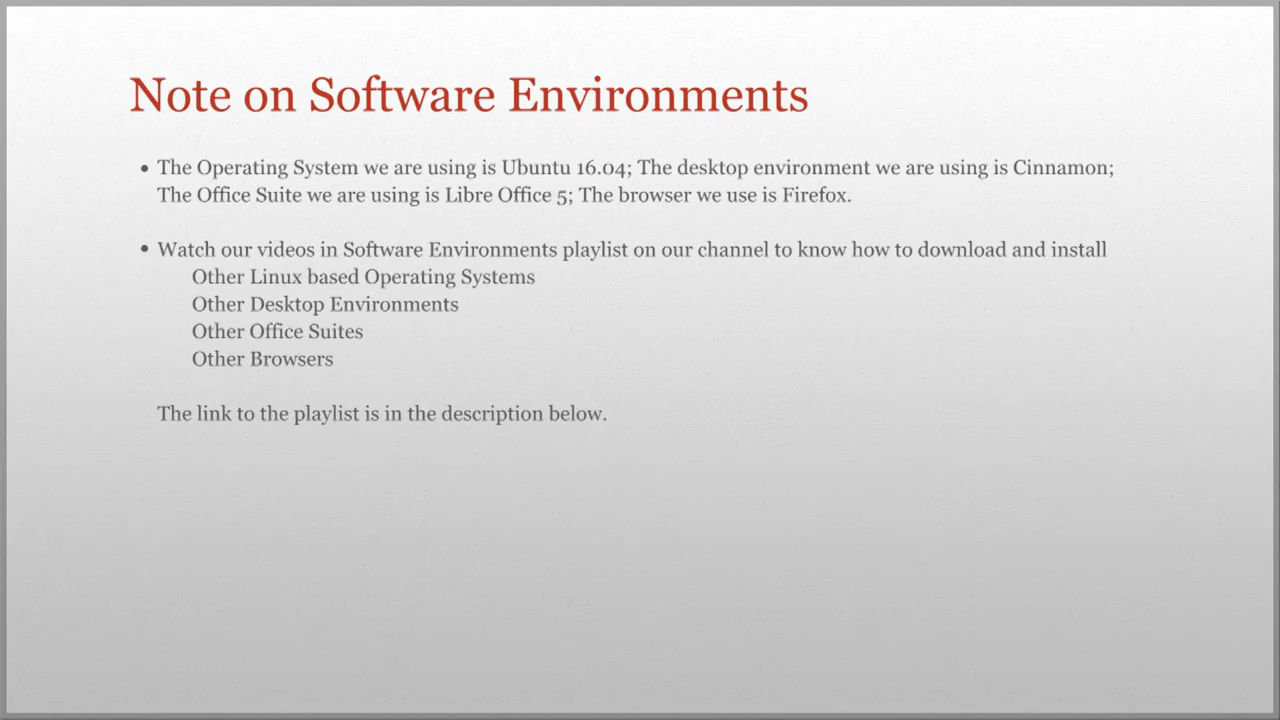 Note on Software Environments
• The Operating System we are using is Ubuntu 16.04; The desktop environment we are using is Cinnamon;
The Office Suite we are using is Libre Office 5; The browser we use is Firefox.
• Watch our videos in Software Environments playlist on our channel to know how to download and install
Other Linux based Operating Systems
Other Desktop Environments
Other Office Suites
Other Browsers
The link to the playlist is in the description below.